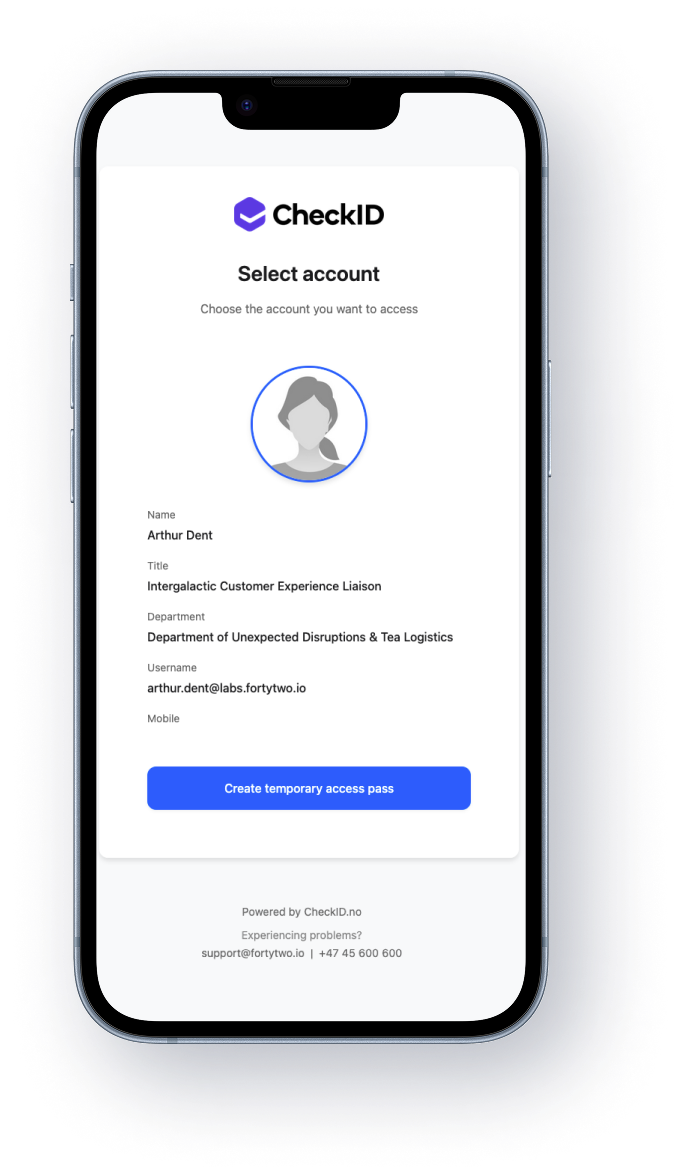 CheckID
Select account
Choose the account you want to access
Name
Arthur Dent
Title
Intergalactic Customer Experience Liaison
Department
Department of Unexpected Disruptions & Tea Logistics
Username
arthur.dent@labs.fortytwo.io
Mobile
Create temporary access pass
Powered by CheckID.no
Experiencing problems?
support@fortytwo.io | +47 45 600 600